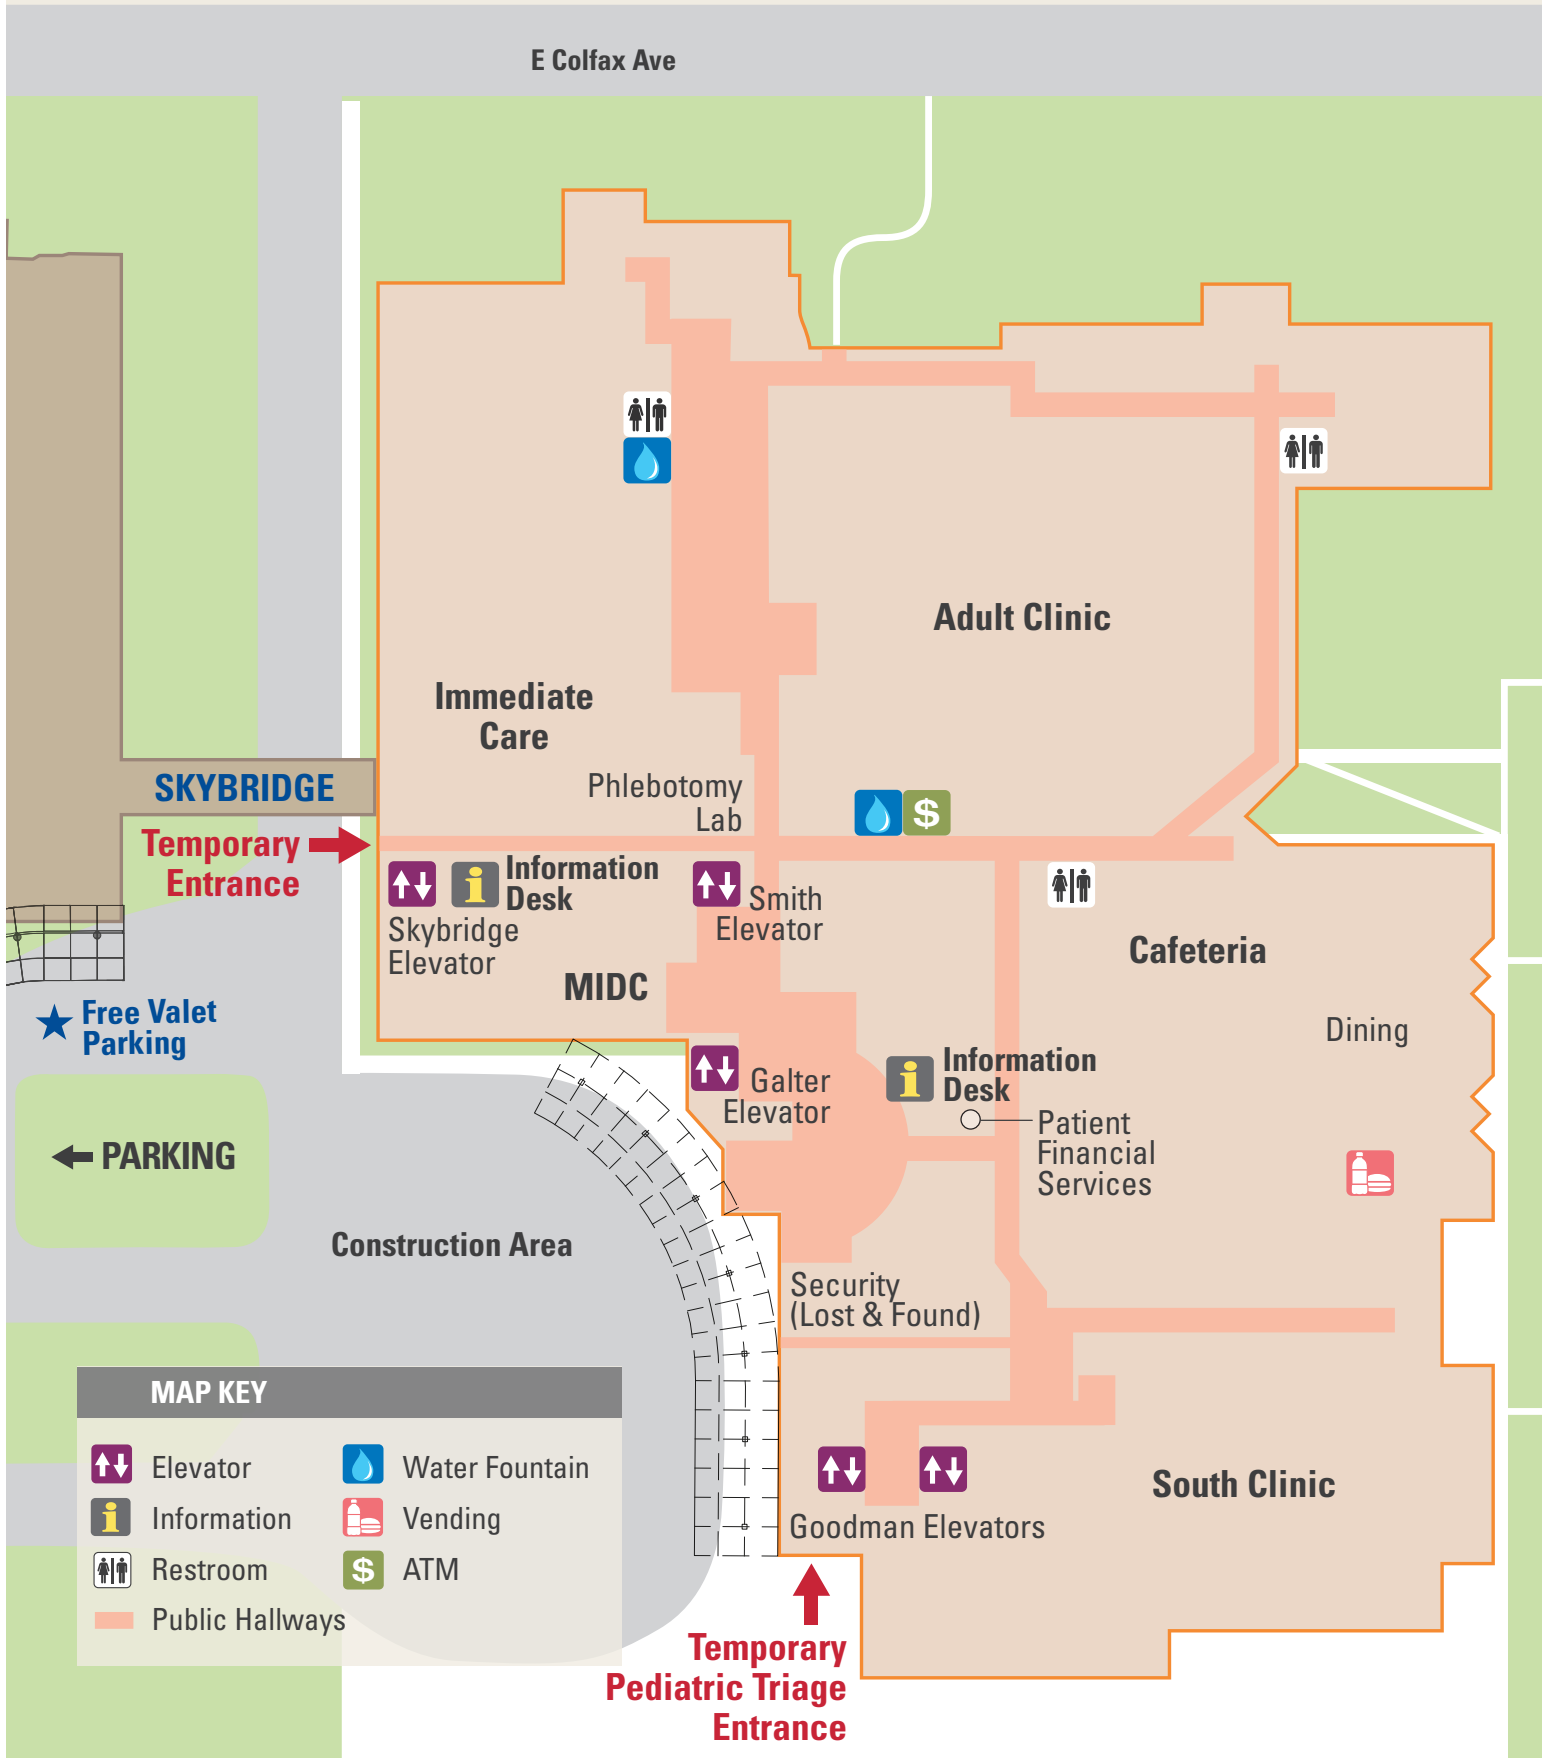 E Colfax Ave
Adult Clinic
Immediate
Care
Phlebotomy
Lab
SKYBRIDGE
Temporary
Entrance
$
i
Information
Desk
Skybridge
Elevator
Smith
Elevator
MIDC
Cafeteria
Dining
Free Valet
Parking
Galter
Elevator
i
Information
Desk
Patient
Financial
Services
PARKING
Construction Area
Security
(Lost & Found)
South Clinic
Goodman Elevators
MAP KEY
Elevator
Water Fountain
i
Information
Vending
Restroom
$
ATM
Public Hallways
Temporary
Pediatric Triage
Entrance